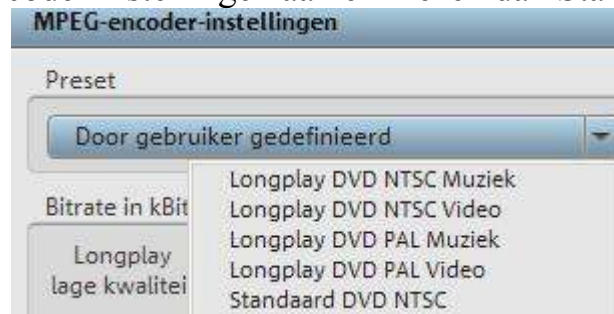 MPEG-encoder-instellingen
Preset
Door gebruiker gedefinieerd
Longplay DVD NTSC Muziek
Bitrate in kBit
Longplay DVD NTSC Video
Longplay DVD PAL Muziek
Longplay
Longplay DVD PAL Video
lage kwalitei
Standaard DVD NTSC